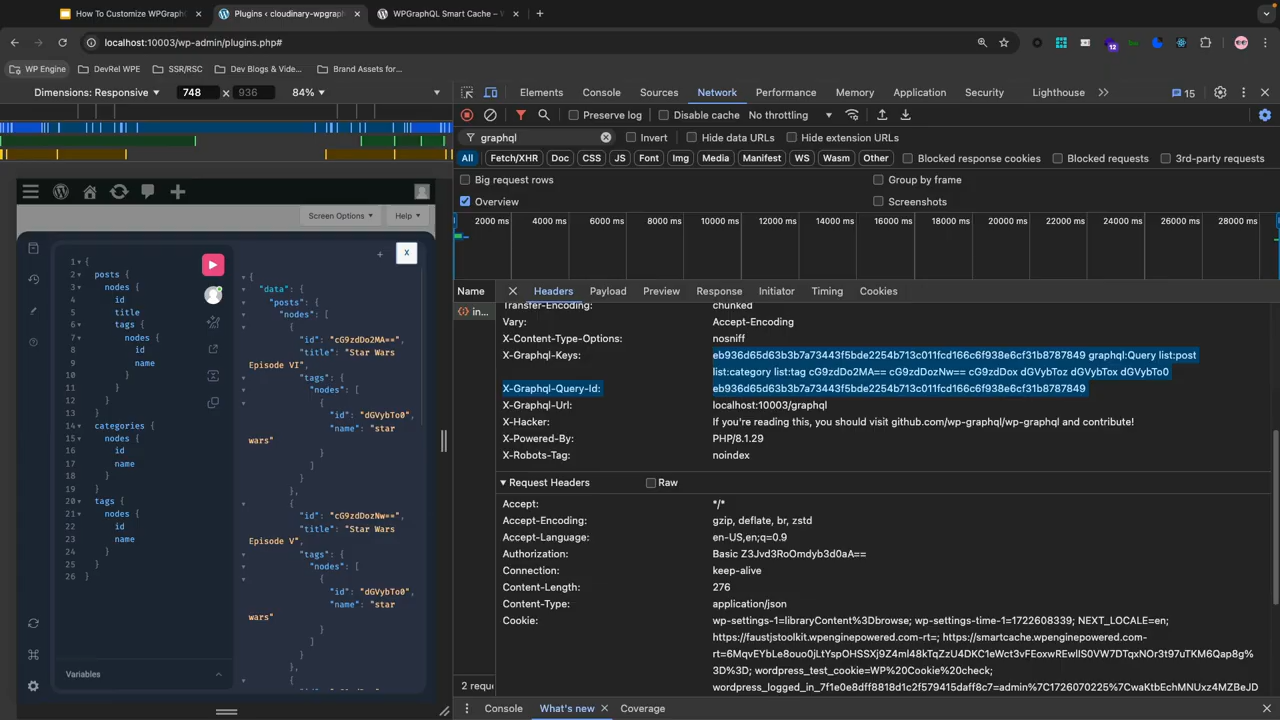 How To Customize WPGraph
Plugins ‹ cloudinary-wpgraph
WPGraphQL Smart Cache –
localhost:10003/wp-admin/plugins.php#
12
WP Engine
DevRel WPE
SSR/RSC
Dev Blogs & Vide...
Brand Assets for...
Dimensions: Responsive
748
×
936
84%
Elements
Console
Sources
Network
Performance
Memory
Application
Security
Lighthouse
15
Preserve log
Disable cache
No throttling
graphql
Invert
Hide data URLs
Hide extension URLs
All
Fetch/XHR
Doc
CSS
JS
Font
Img
Media
Manifest
WS
Wasm
Other
Blocked response cookies
Blocked requests
3rd-party requests
Big request rows
Group by frame
Overview
Screenshots
2000 ms
4000 ms
6000 ms
8000 ms
10000 ms
12000 ms
14000 ms
16000 ms
18000 ms
20000 ms
22000 ms
24000 ms
26000 ms
28000 ms
Screen Options
Help
X
1 {
2 posts {
3 nodes {
4 id
5 title
6 tags {
7 nodes {
8 id
9 name
10 }
11 }
12 }
13 }
14 categories {
15 nodes {
16 id
17 name
18 }
19 }
20 tags {
21 nodes {
22 id
23 name
24 }
25 }
26 }
Variables
{
"data": {
"posts": {
"nodes": [
{
"id": "cG9zdDo2MA==",
"title": "Star Wars
Episode VI",
"tags": {
"nodes": [
{
"id": "dGVybTo0",
"name": "star
wars"
}
]
}
},
{
"id": "cG9zdDozNw==",
"title": "Star Wars
Episode V",
"tags": {
"nodes": [
{
"id": "dGVybTo0",
"name": "star
wars"
}
]
}
},
{
Name
Headers
Payload
Preview
Response
Initiator
Timing
Cookies
in...
2 reque
Transfer-Encoding: chunked
Vary: Accept-Encoding
X-Content-Type-Options: nosniff
X-Graphql-Keys: eb936d65d63b3b7a73443f5bde2254b713c011fcd166c6f938e6cf31b8787849 graphql:Query list:post
list:category list:tag cG9zdDo2MA== cG9zdDozNw== cG9zdDox dGVybToz dGVybTox dGVybTo0
X-Graphql-Query-Id: eb936d65d63b3b7a73443f5bde2254b713c011fcd166c6f938e6cf31b8787849
X-Graphql-Url: localhost:10003/graphql
X-Hacker: If you're reading this, you should visit github.com/wp-graphql/wp-graphql and contribute!
X-Powered-By: PHP/8.1.29
X-Robots-Tag: noindex
Request Headers
Raw
Accept: */*
Accept-Encoding: gzip, deflate, br, zstd
Accept-Language: en-US,en;q=0.9
Authorization: Basic Z3Jvd3RoOmdyb3d0aA==
Connection: keep-alive
Content-Length: 276
Content-Type: application/json
Cookie: wp-settings-1=libraryContent%3Dbrowse; wp-settings-time-1=1722608339; NEXT_LOCALE=en;
https://faustjstoolkit.wpenginepowered.com-rt=; https://smartcache.wpenginepowered.com-
Console
What's new
Coverage